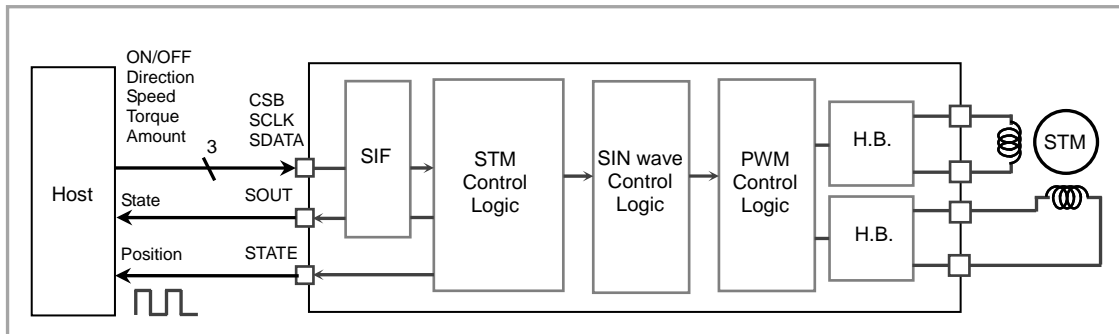 ON/OFF
Direction
Speed
Torque
Amount
CSB
SCLK
SDATA
3
Host
State
SOUT
Position
STATE
SIF
STM
Control
Logic
SIN wave
Control
Logic
PWM
Control
Logic
H.B.
H.B.
STM